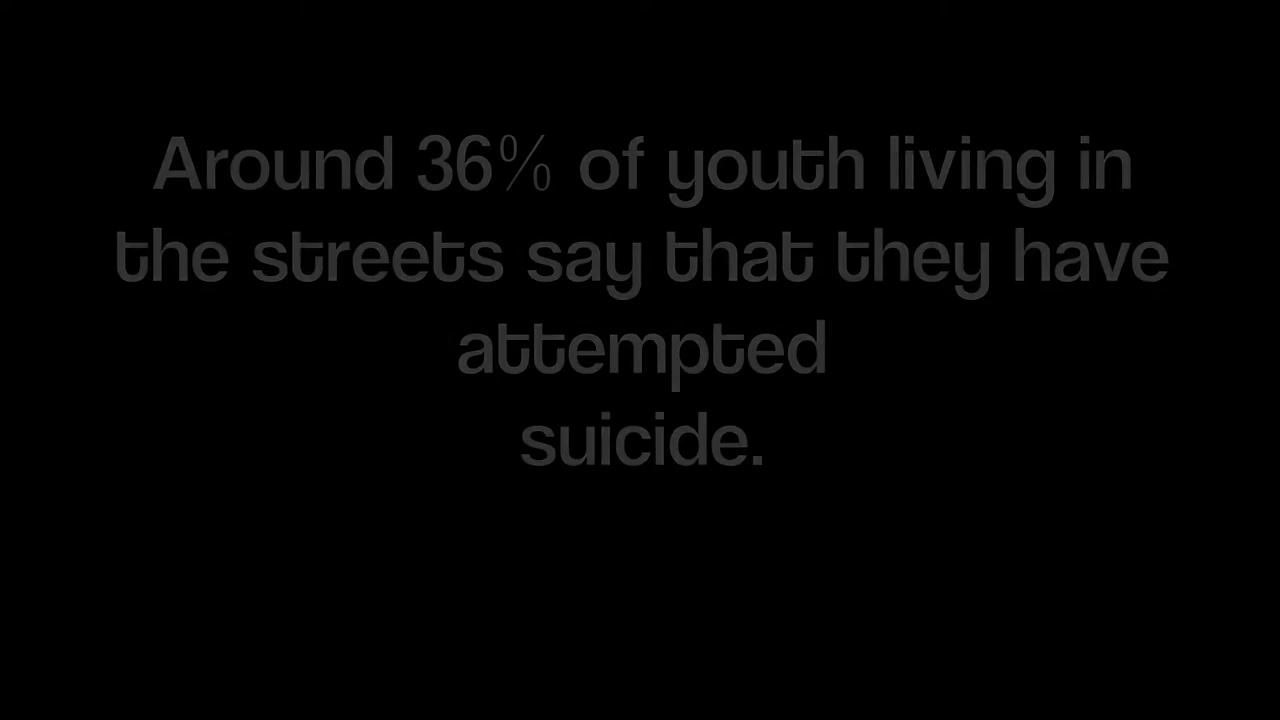 Around 36% of youth living in
the streets say that they have
attempted
suicide.